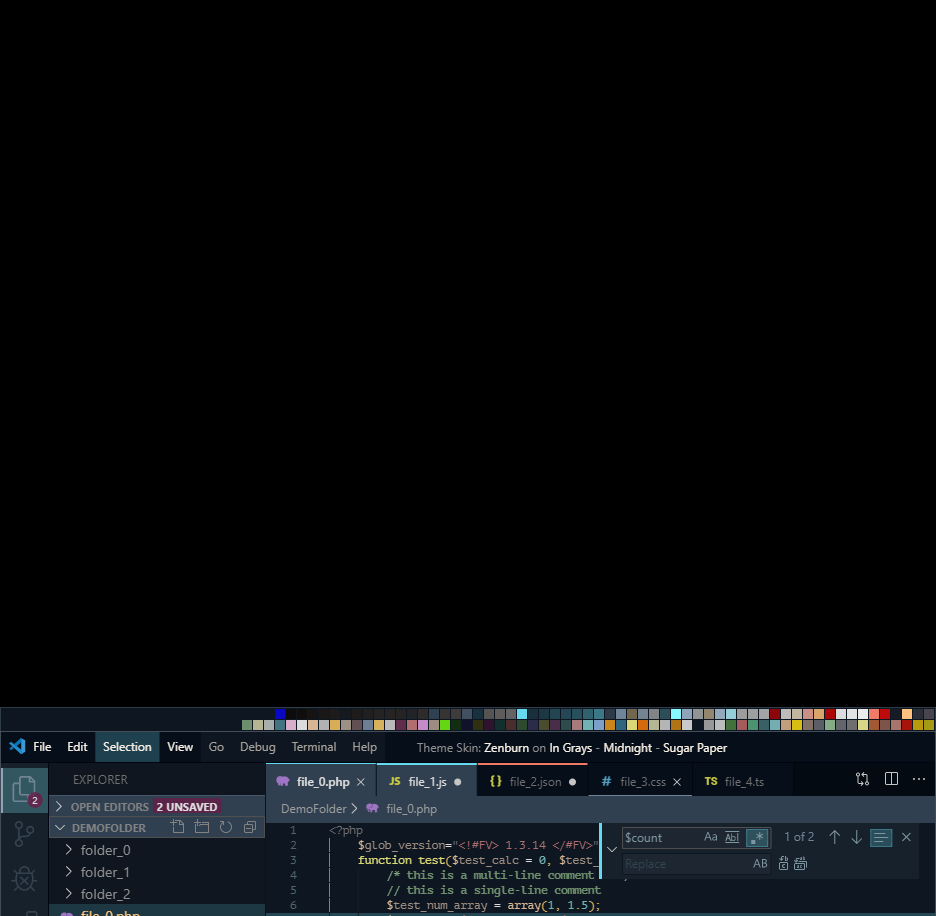 File Edit Selection View Go Debug Terminal Help Theme Skin: Zenburn on In Grays - Midnight - Sugar Paper
2 EXPLORER
JS file_1.js
file_0.php
{} file_2.json
# file_3.css
TS file_4.ts
OPEN EDITORS 2 UNSAVED
DemoFolder > file_0.php
DEMOFOLDER
folder_0
folder_1
folder_2
file_0.php
1 <?php
2 $glob_version="<!#FV> 1.3.14 </#FV>"
3 function test($test_calc = 0, $test_
4 /* this is a multi-line comment
5 // this is a single-line comment
6 $test_num_array = array(1, 1.5);
$count Aa Abl .* 1 of 2
Replace AB